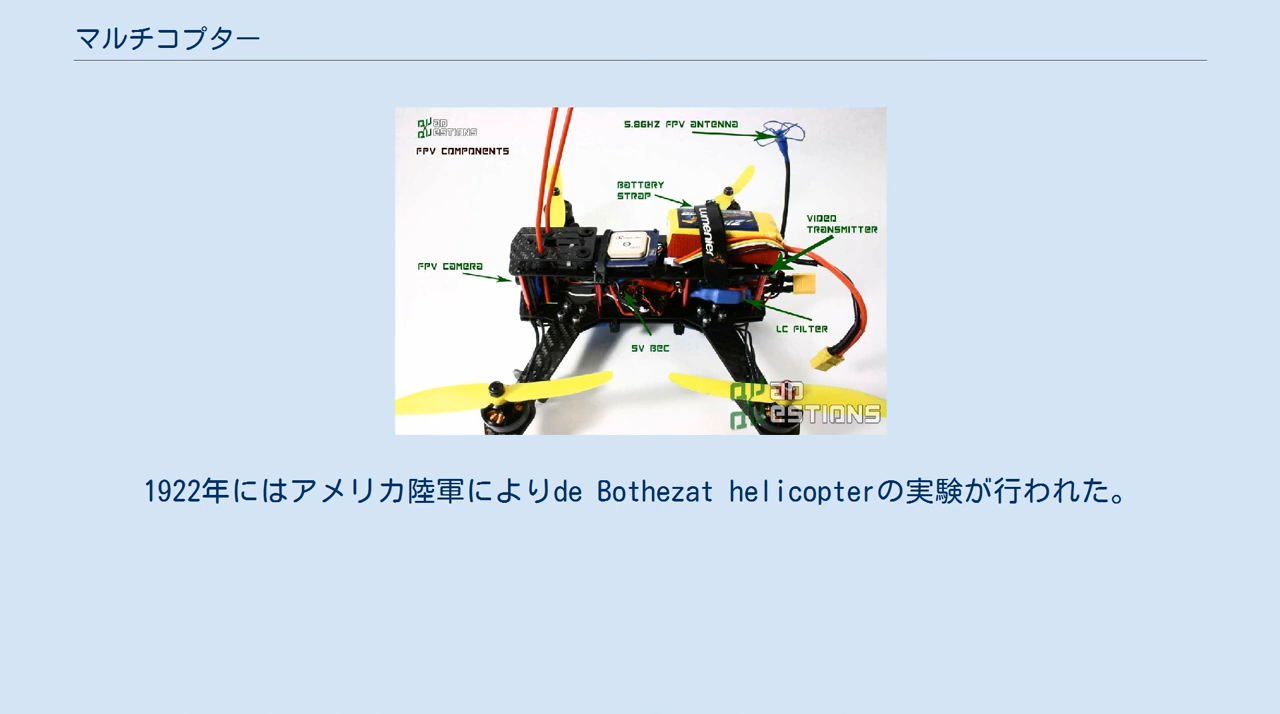 マルチコプター
QUAD
QUESTIONS
FPV COMPONENTS
5.8GHZ FPV ANTENNA
BATTERY
STRAP
VIDEO
TRANSMITTER
FPV CAMERA
Lumenier
LC FILTER
5V BEC
QUAD
QUESTIONS
1922年にはアメリカ陸軍によりde Bothezat helicopterの実験が行われた。